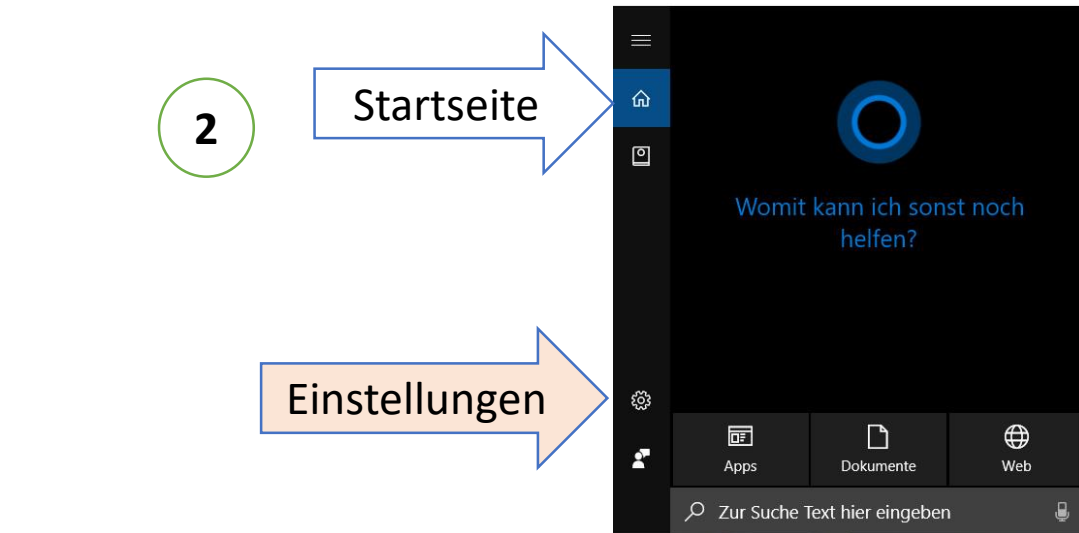 2
Startseite
Womit kann ich sonst noch
helfen?
Einstellungen
Apps
Dokumente
Web
Zur Suche Text hier eingeben